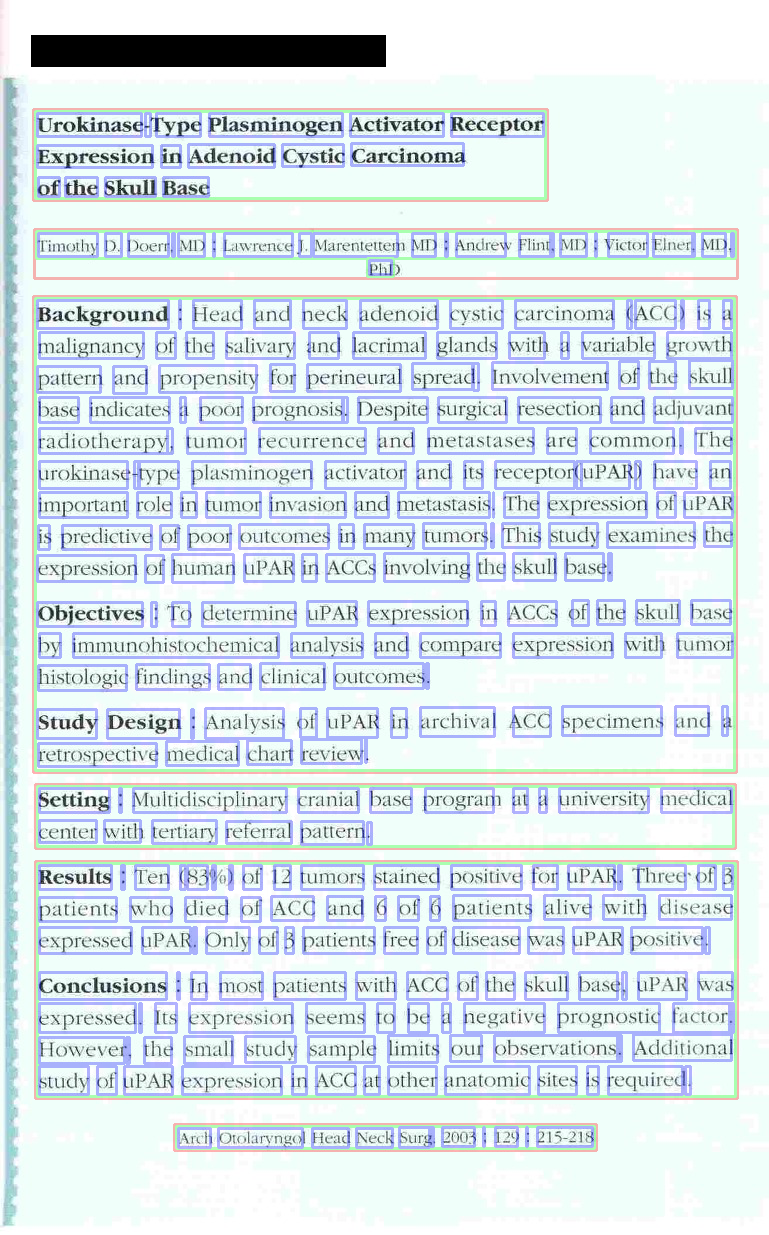 Urokinase-Type Plasminogen Activator Receptor
Expression in Adenoid Cystic Carcinoma
of the Skull Base
Timothy D. Doerr, MD : Lawrence J. Marentettem MD : Andrew Flint, MD : Victor Elner, MD,
PhD
Background : Head and neck adenoid cystic carcinoma (ACC) is a
malignancy of the salivary and lacrimal glands with a variable growth
pattern and propensity for perineural spread. Involvement of the skull
base indicates a poor prognosis. Despite surgical resection and adjuvant
radiotherapy, tumor recurrence and metastases are common. The
urokinase-type plasminogen activator and its receptor(uPAR) have an
important role in tumor invasion and metastasis. The expression of uPAR
is predictive of poor outcomes in many tumors. This study examines the
expression of human uPAR in ACCs involving the skull base.
Objectives : To determine uPAR expression in ACCs of the skull base
by immunohistochemical analysis and compare expression with tumor
histologic findings and clinical outcomes.
Study Design : Analysis of uPAR in archival ACC specimens and a
retrospective medical chart review.
Setting : Multidisciplinary cranial base program at a university medical
center with tertiary referral pattern.
Results : Ten (83%) of 12 tumors stained positive for uPAR. Three of 3
patients who died of ACC and 6 of 6 patients alive with disease
expressed uPAR. Only of 3 patients free of disease was uPAR positive.
Conclusions : In most patients with ACC of the skull base, uPAR was
expressed. Its expression seems to be a negative prognostic factor.
However, the small study sample limits our observations. Additional
study of uPAR expression in ACC at other anatomic sites is required.
Arch Otolaryngol Head Neck Surg. 2003 : 129 : 215-218